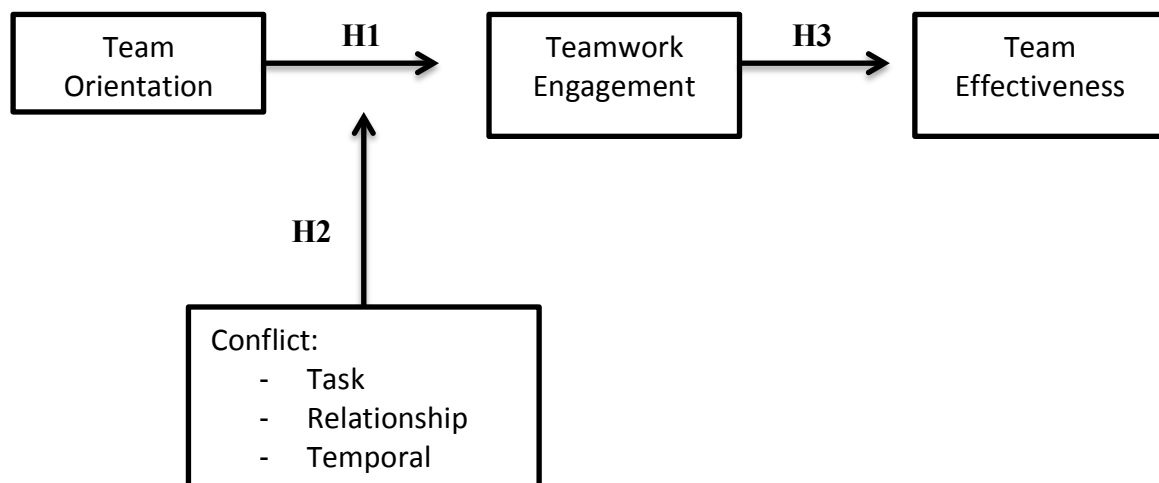 H1
H3
Team
Orientation
Teamwork
Engagement
Team
Effectiveness
H2
Conflict:
- Task
- Relationship
- Temporal